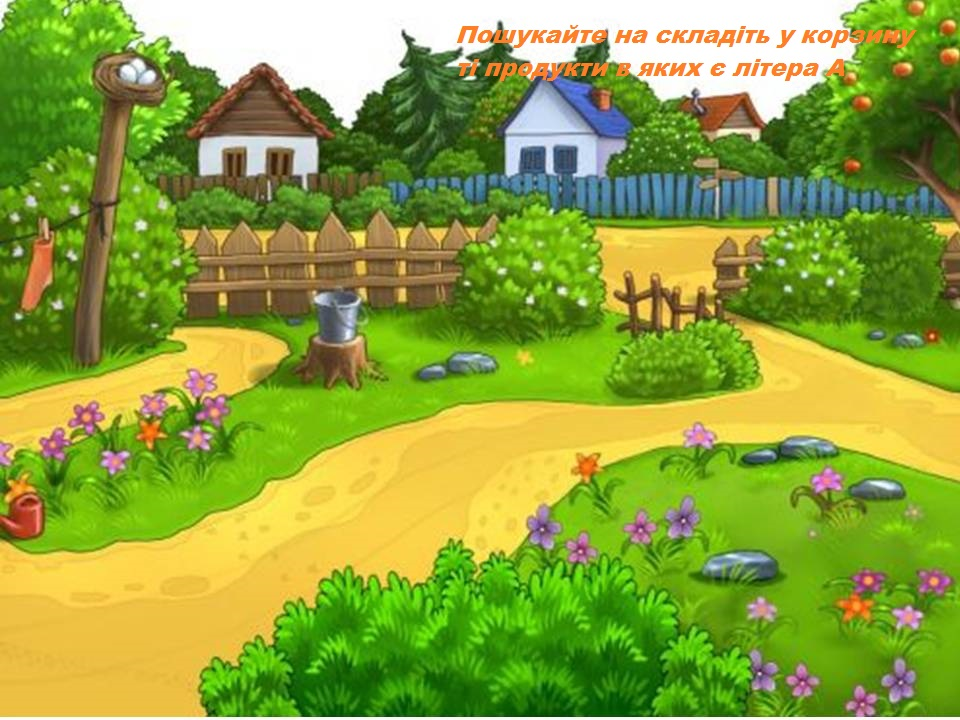 Пошукайте на складіть у корзину
ті продукти в яких є літера А